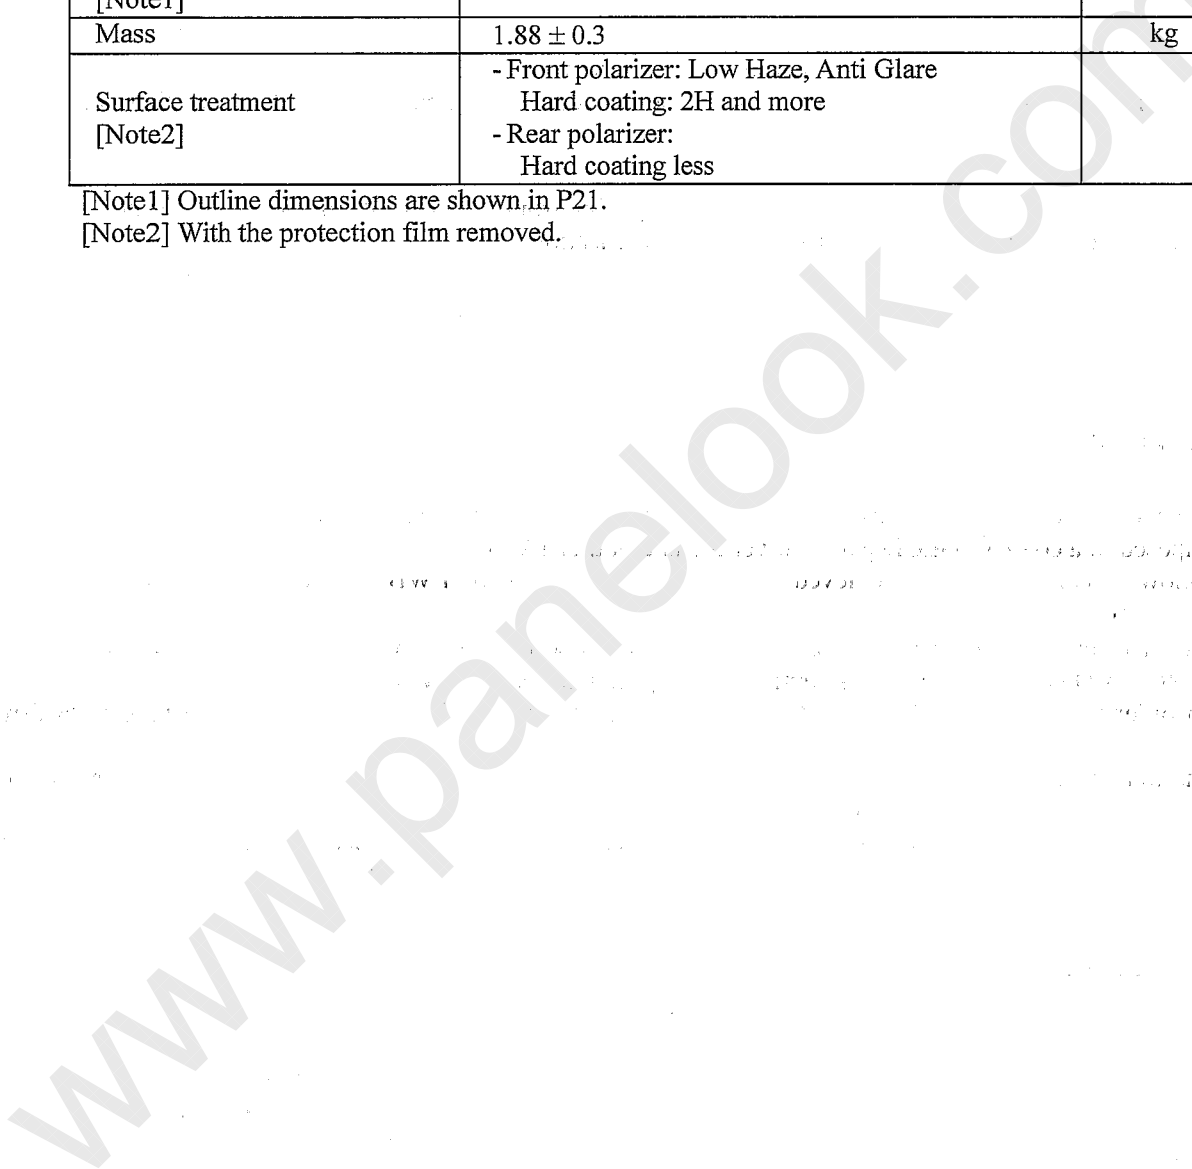 [Note1]
Mass 1.88 ± 0.3 kg
- Front polarizer: Low Haze, Anti Glare
Surface treatment Hard coating: 2H and more
[Note2] - Rear polarizer:
Hard coating less
[Note1] Outline dimensions are shown in P21.
[Note2] With the protection film removed.
www.panelook.com